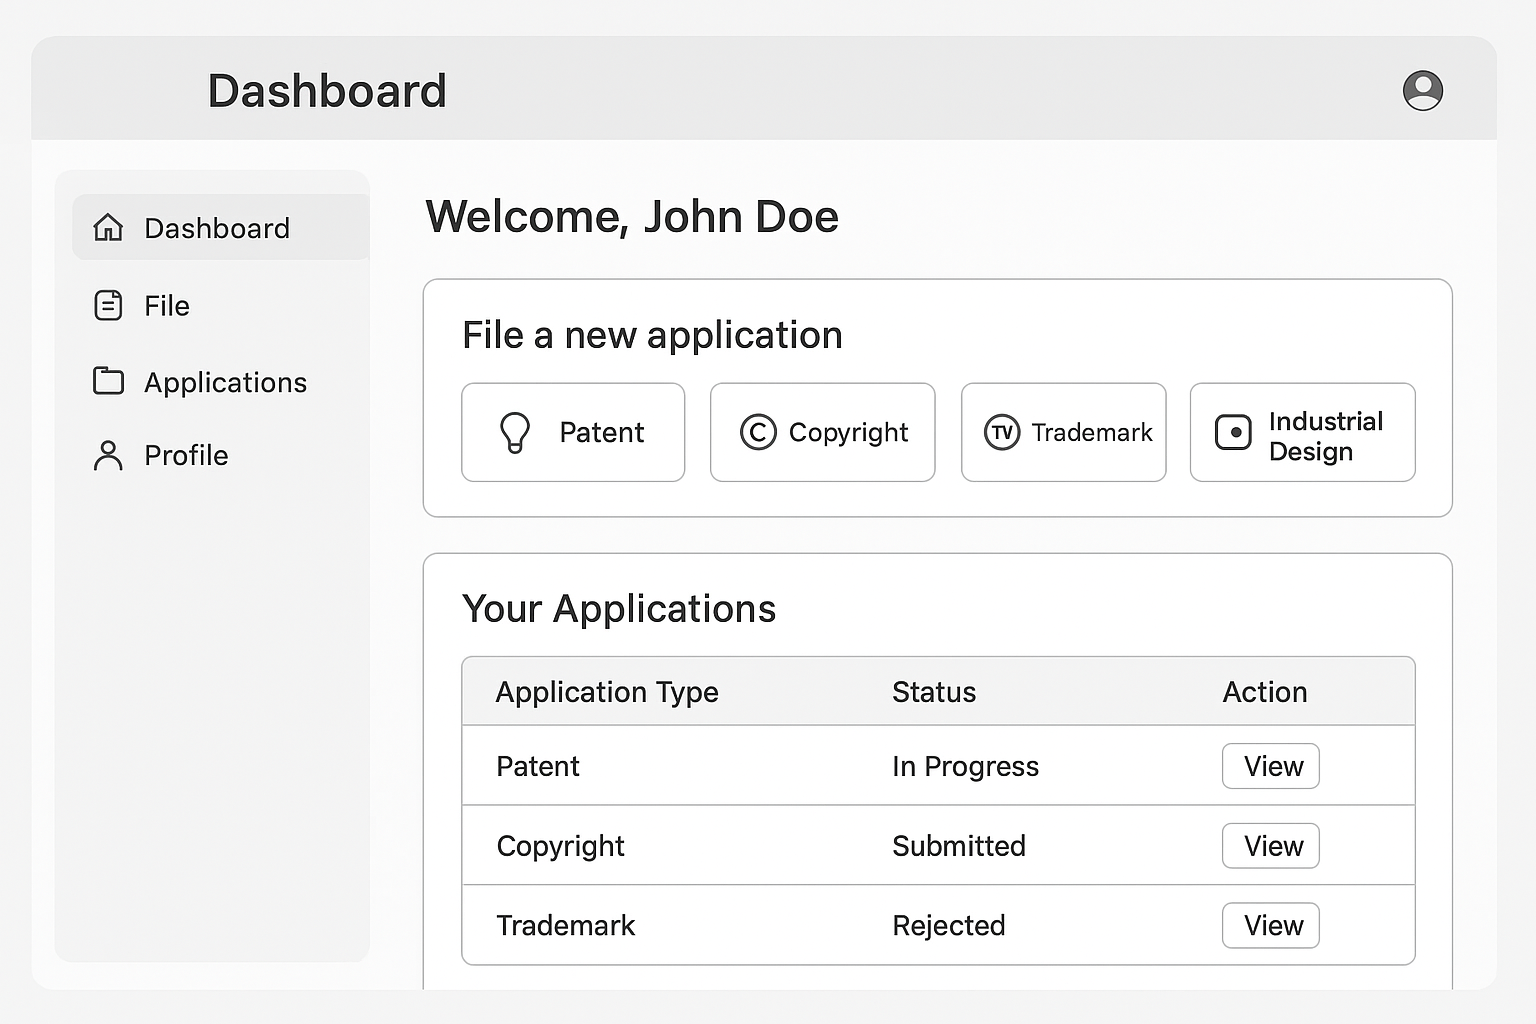 Dashboard
Dashboard
File
Applications
Profile
Welcome, John Doe
File a new application
Patent
C Copyright
TV Trademark
Industrial
Design
Your Applications
Application Type Status Action
Patent In Progress View
Copyright Submitted View
Trademark Rejected View